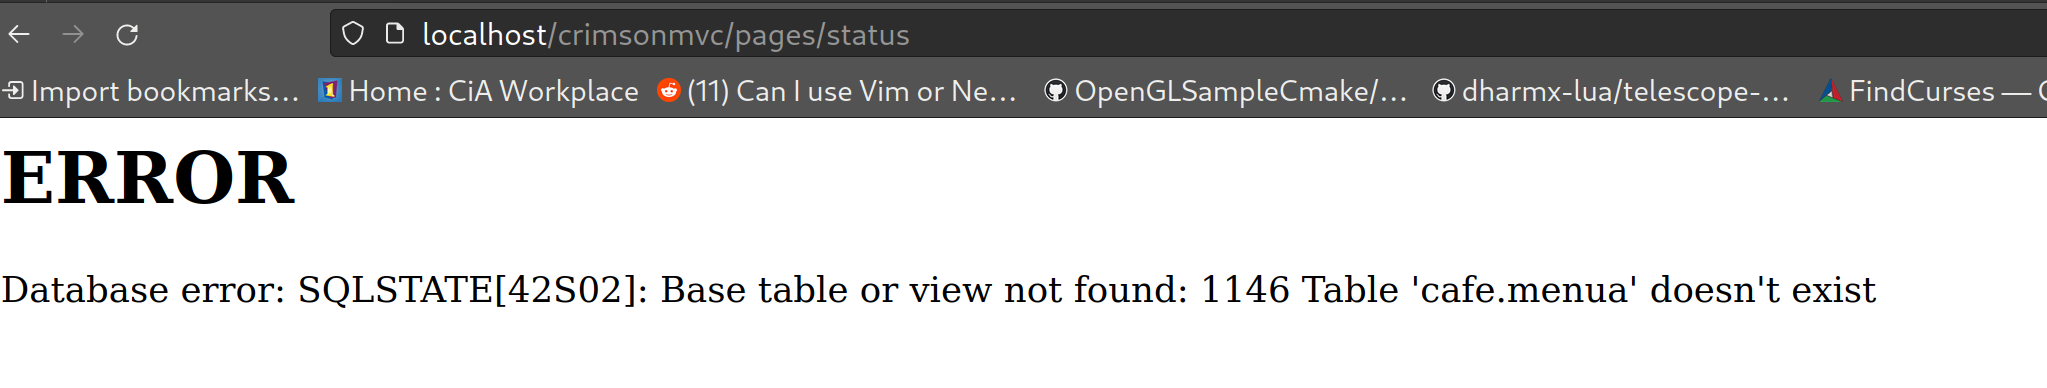 localhost/crimsonmvc/pages/status
Import bookmarks... Home : CiA Workplace (11) Can I use Vim or Ne... OpenGLSampleCmake/... dharmx-lua/telescope-... FindCurses —
ERROR
Database error: SQLSTATE[42S02]: Base table or view not found: 1146 Table 'cafe.menua' doesn't exist